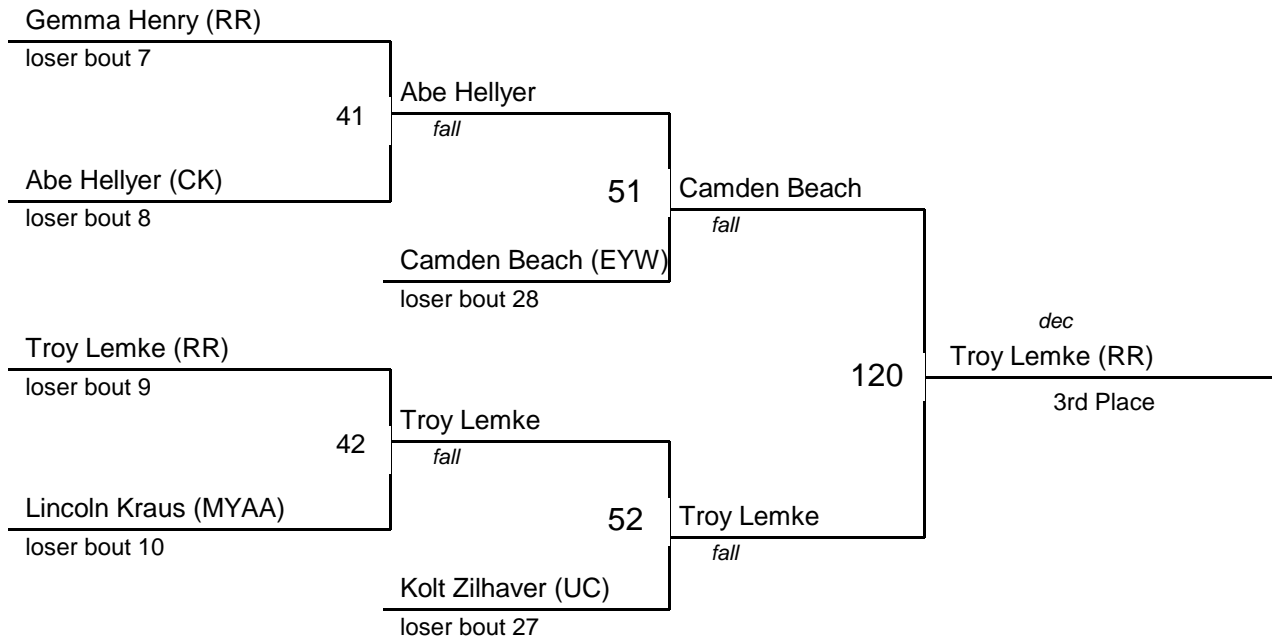 Gemma Henry (RR)
loser bout 7
41
Abe Hellyer
fall
Abe Hellyer (CK)
loser bout 8
51
Camden Beach
fall
Camden Beach (EYW)
loser bout 28
Troy Lemke (RR)
loser bout 9
42
Troy Lemke
fall
Lincoln Kraus (MYAA)
loser bout 10
52
Troy Lemke
fall
Kolt Zilhaver (UC)
loser bout 27
120
dec
Troy Lemke (RR)
3rd Place